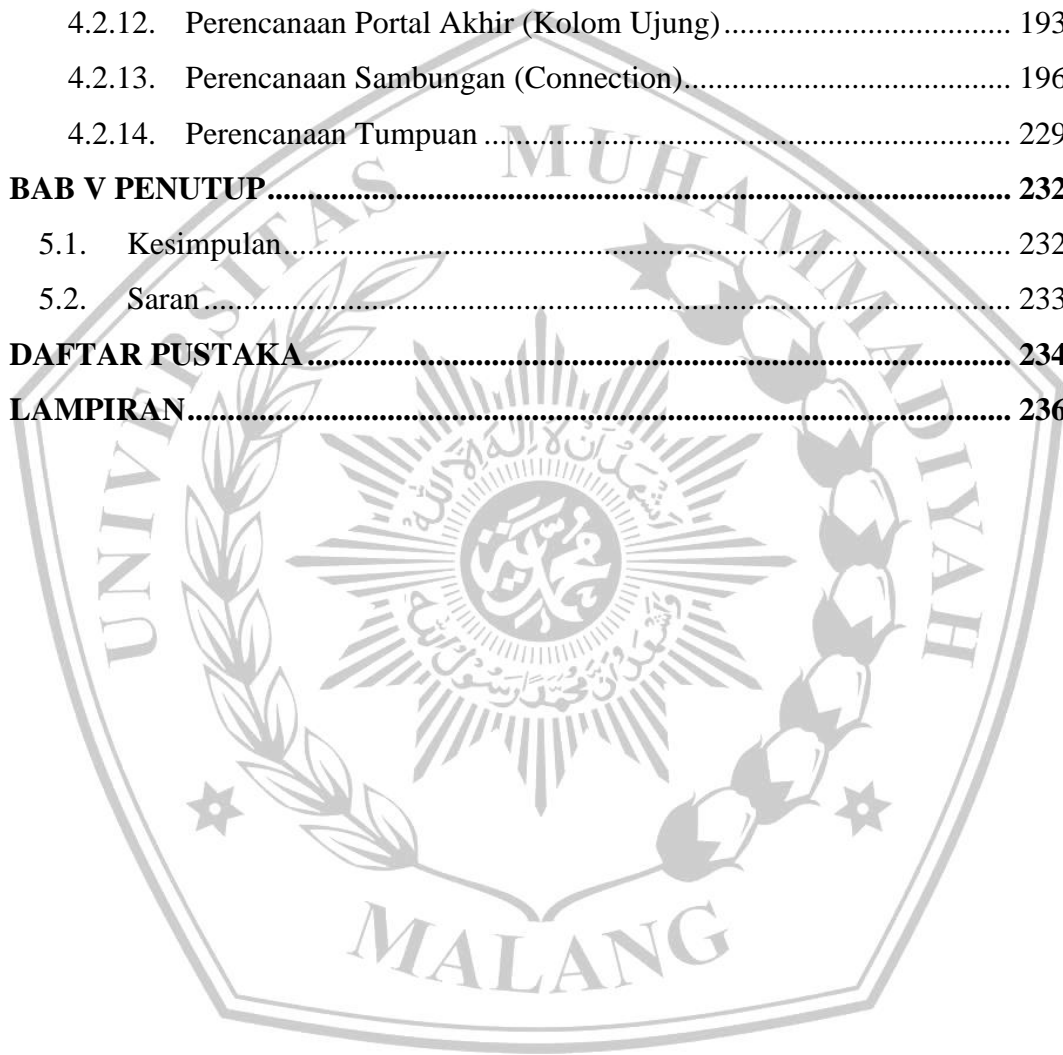 4.2.12. Perencanaan Portal Akhir (Kolom Ujung)........................................ 193
4.2.13. Perencanaan Sambungan (Connection)............................................. 196
4.2.14. Perencanaan Tumpuan ........................................................................ 229
BAB V PENUTUP.................................................................................................. 232
5.1. Kesimpulan................................................................................................ 232
5.2. Saran .......................................................................................................... 233
DAFTAR PUSTAKA............................................................................................. 234
LAMPIRAN............................................................................................................ 236
UNIVERSITAS MUHAMMADIYAH
MALANG